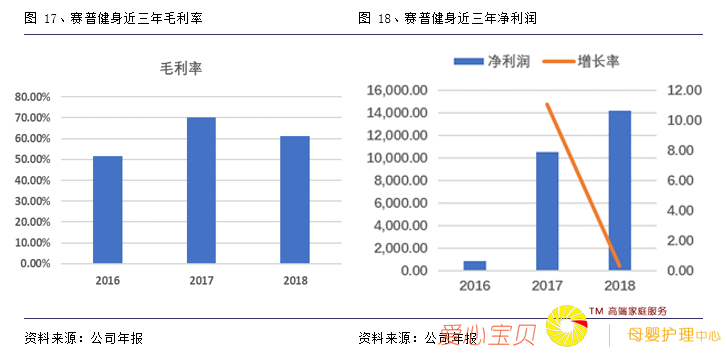 图 17、赛普健身近三年毛利率
毛利率
80.00%
70.00%
60.00%
50.00%
40.00%
30.00%
20.00%
10.00%
0.00%
2016 2017 2018
资料来源：公司年报
图 18、赛普健身近三年净利润
净利润 增长率
16,000.00 12.00
14,000.00 10.00
12,000.00
10,000.00 8.00
8,000.00 6.00
6,000.00 4.00
4,000.00
2,000.00 2.00
0.00 0.00
2016 2017 2018
资料来源：公司年报
爱心宝贝
TM 高端家庭服务
母婴护理中心